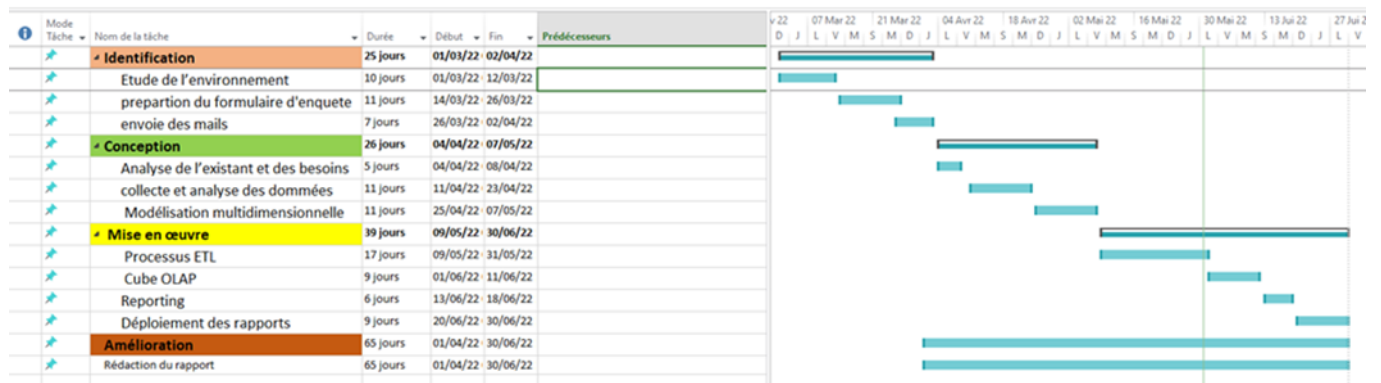 Mode
Tâche Nom de la tâche Durée Début Fin Prédécesseurs
v 22 07 Mar 22 21 Mar 22 04 Avr 22 18 Avr 22 02 Mai 22 16 Mai 22 30 Mai 22 13 Jui 22 27 Jui 2
D J L V M S M D J L V M S M D J L V M S M D J L V
Identification 25 jours 01/03/22 02/04/22
Etude de l'environnement 10 jours 01/03/22 12/03/22
prepartion du formulaire d'enquete 11 jours 14/03/22 26/03/22
envoie des mails 7 jours 26/03/22 02/04/22
Conception 26 jours 04/04/22 07/05/22
Analyse de l'existant et des besoins 5 jours 04/04/22 08/04/22
collecte et analyse des dommées 11 jours 11/04/22 23/04/22
Modélisation multidimensionnelle 11 jours 25/04/22 07/05/22
Mise en œuvre 39 jours 09/05/22 30/06/22
Processus ETL 17 jours 09/05/22 31/05/22
Cube OLAP 9 jours 01/06/22 11/06/22
Reporting 6 jours 13/06/22 18/06/22
Déploiement des rapports 9 jours 20/06/22 30/06/22
Amélioration 65 jours 01/04/22 30/06/22
Rédaction du rapport 65 jours 01/04/22 30/06/22